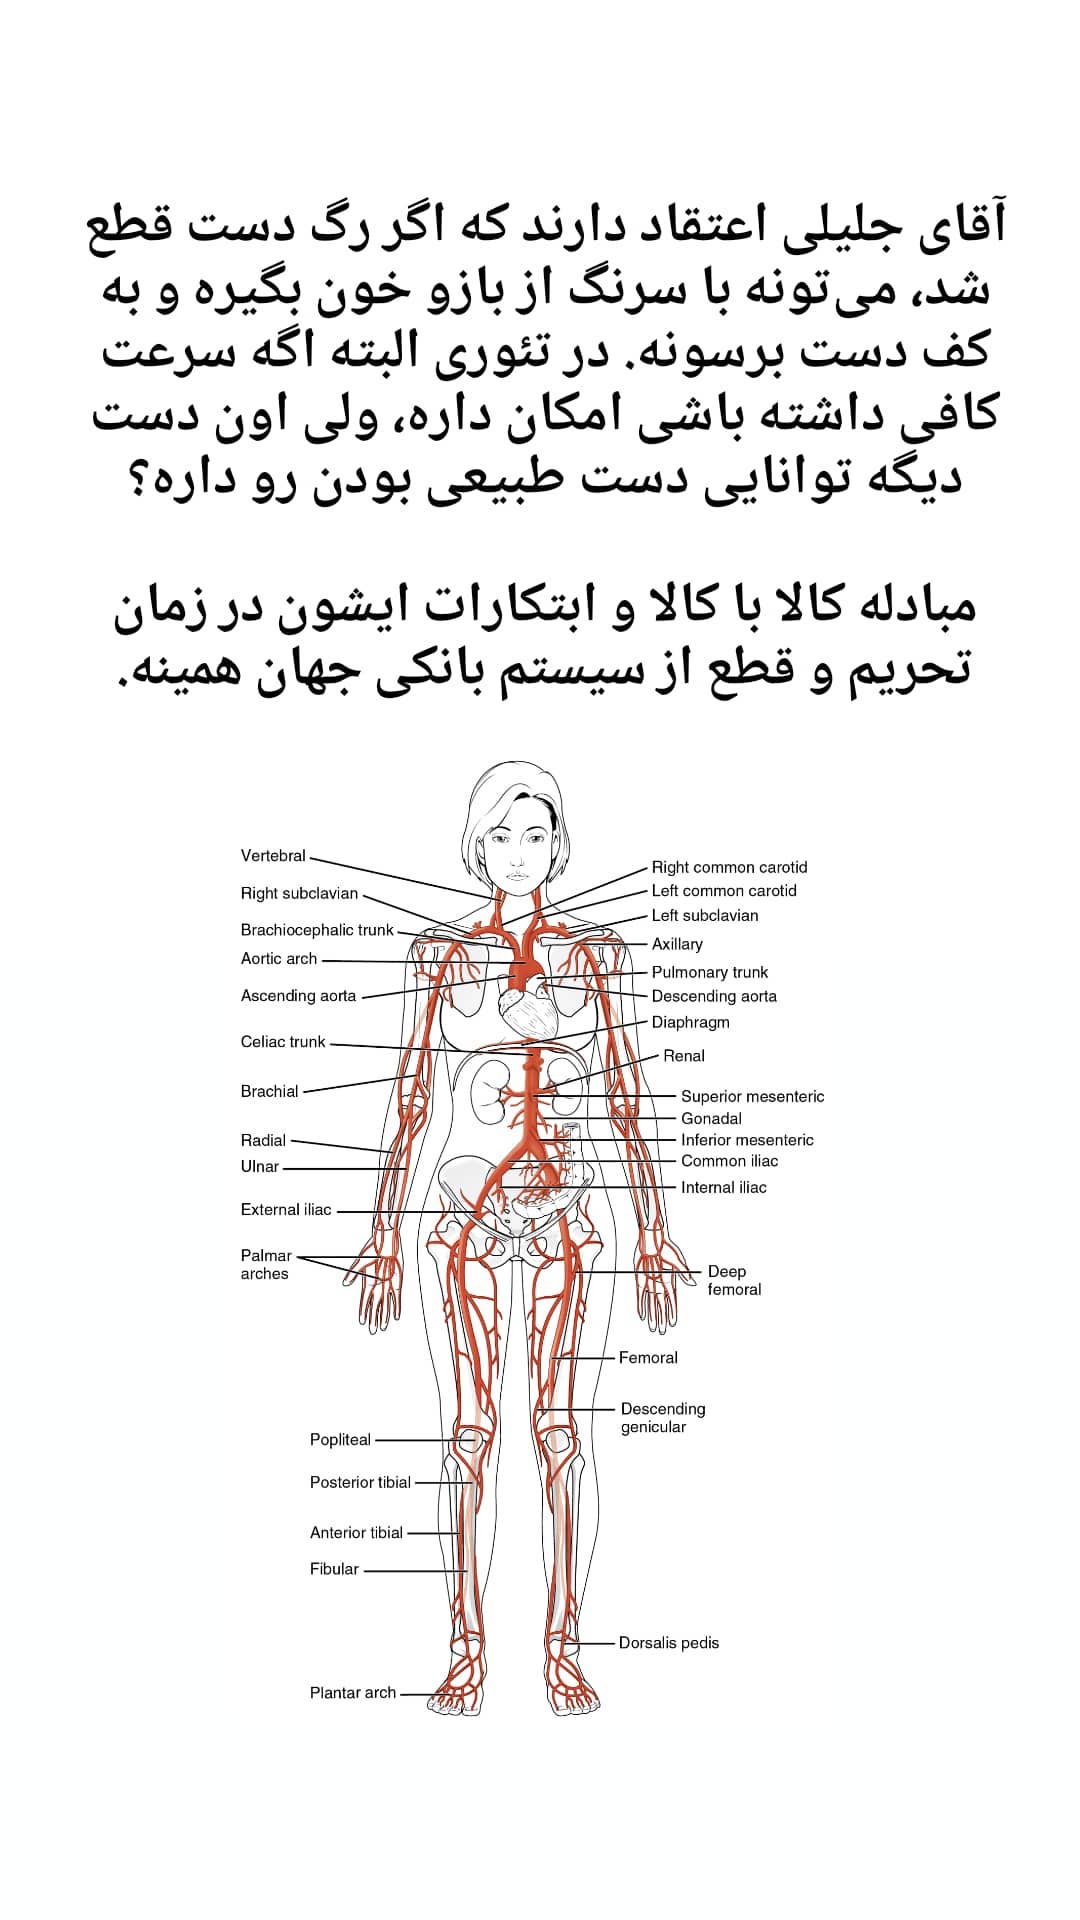 آقای جلیلی اعتقاد دارند که اگر رگ دست قطع
شد، می‌تونه با سرنگ از بازو خون بگیره و به
کف دست برسونه. در تئوری البته اگه سرعت
کافی داشته باشی امکان داره، ولی اون دست
دیگه توانایی دست طبیعی بودن رو داره؟
مبادله کالا با کالا و ابتکارات ایشون در زمان
تحریم و قطع از سیستم بانکی جهان همینه.
Vertebral
Right subclavian
Brachiocephalic trunk
Aortic arch
Ascending aorta
Celiac trunk
Brachial
Radial
Ulnar
External iliac
Palmar
arches
Popliteal
Posterior tibial
Anterior tibial
Fibular
Plantar arch
Right common carotid
Left common carotid
Left subclavian
Axillary
Pulmonary trunk
Descending aorta
Diaphragm
Renal
Superior mesenteric
Gonadal
Inferior mesenteric
Common iliac
Internal iliac
Deep
femoral
Femoral
Descending
genicular
Dorsalis pedis